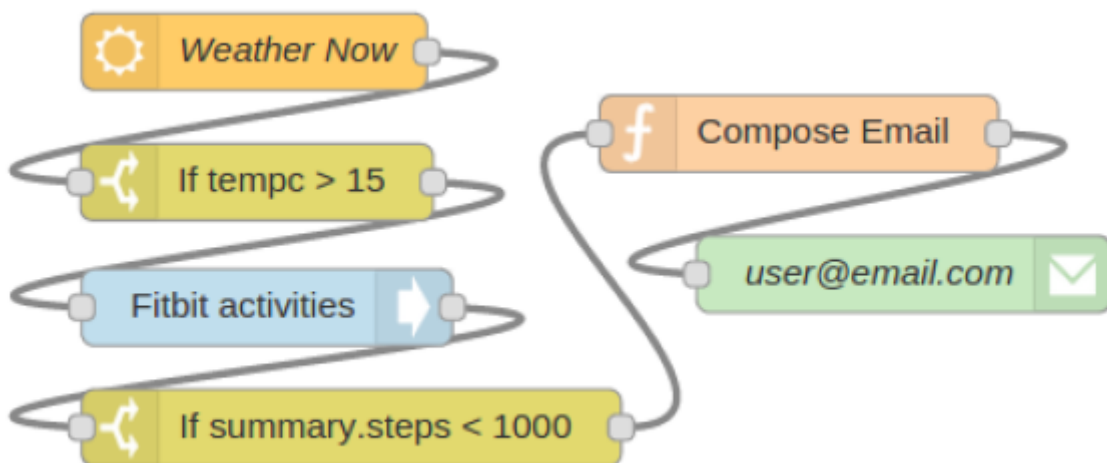 Weather Now
If tempc > 15
Fitbit activities
If summary.steps < 1000
Compose Email
user@email.com